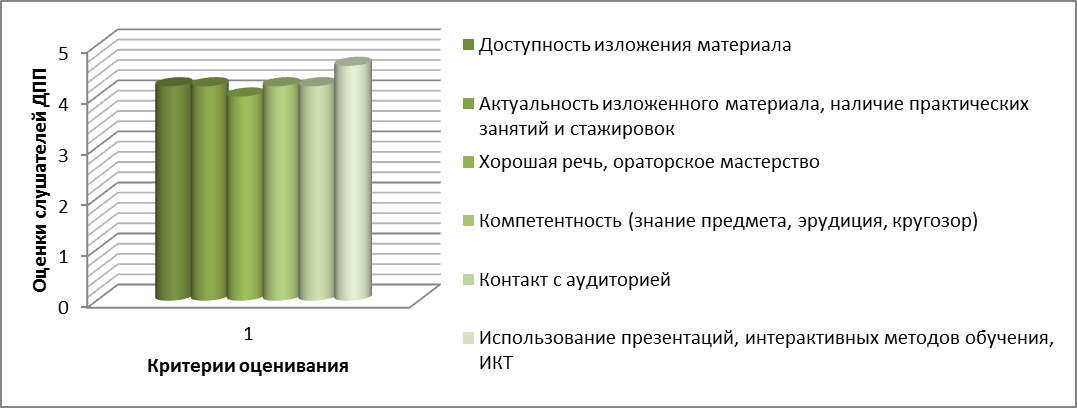 Оценки слушателей ДПП
5
4
3
2
1
0
1
Критерии оценивания
Доступность изложения материала
Актуальность изложенного материала, наличие практических
занятий и стажировок
Хорошая речь, ораторское мастерство
Компетентность (знание предмета, эрудиция, кругозор)
Контакт с аудиторией
Использование презентаций, интерактивных методов обучения,
ИКТ